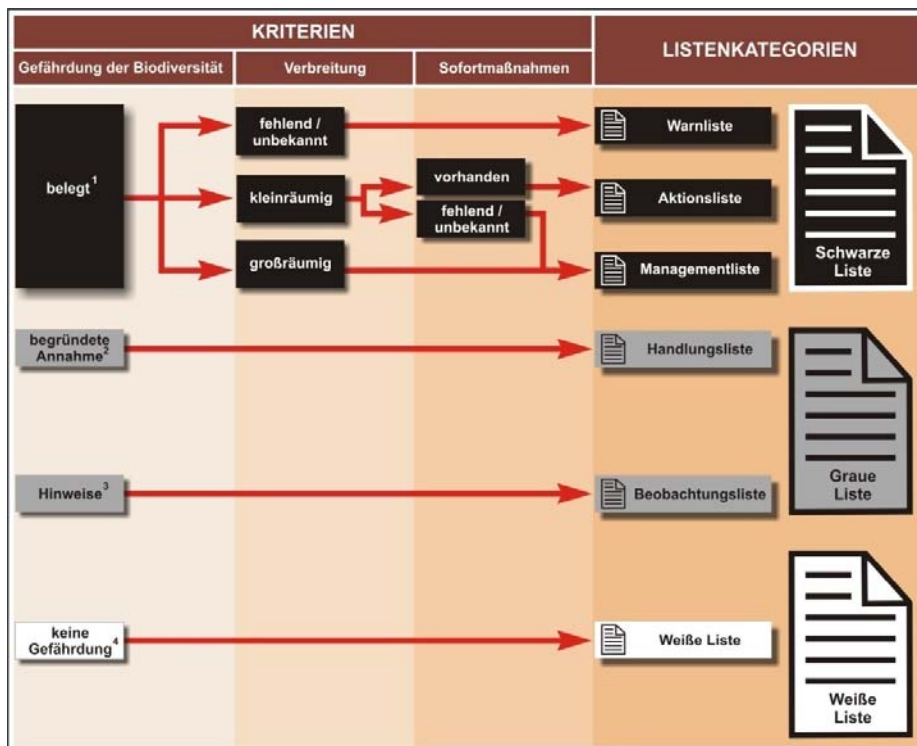 KRITERIEN
LISTENKATEGORIEN
Gefährdung der Biodiversität
Verbreitung
Sofortmaßnahmen
belegt¹
fehlend /
unbekannt
Warnliste
kleinräumig
vorhanden
fehlend /
unbekannt
Aktionsliste
großräumig
Managementliste
Schwarze
Liste
begründete
Annahme²
Handlungsliste
Hinweise³
Beobachtungsliste
Graue
Liste
keine
Gefährdung⁴
Weiße Liste
Weiße
Liste